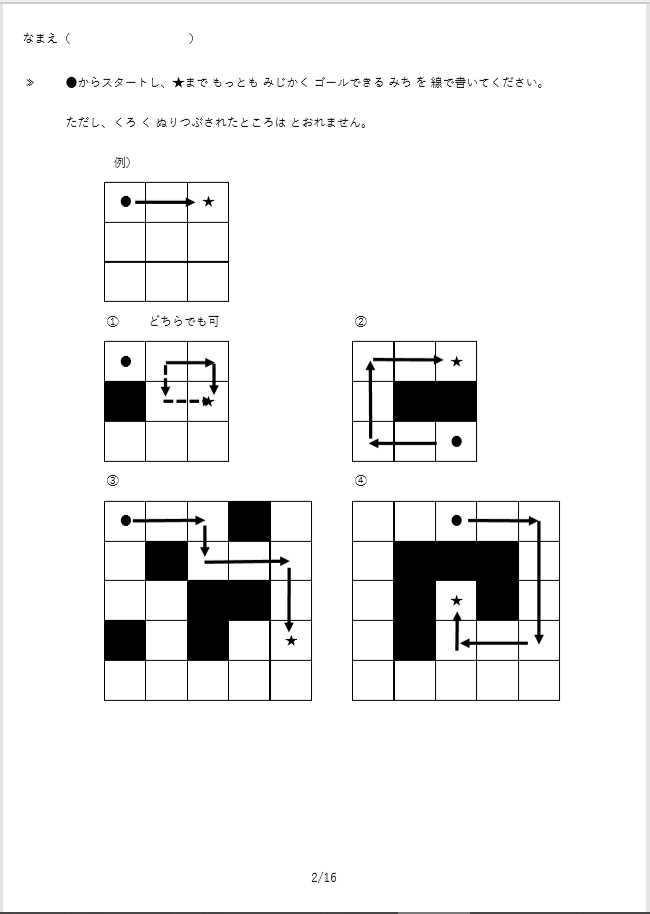 なまえ（　　　　　　　　　　）
≫　●からスタートし、★まで もっとも みじかく ゴールできる みち を 線で書いてください。
ただし、くろ く ぬりつぶされたところは とおれません。
例）
●　★
①　どちらでも可　②
●　★
★　●
③　④
●　●
★　★
2/16